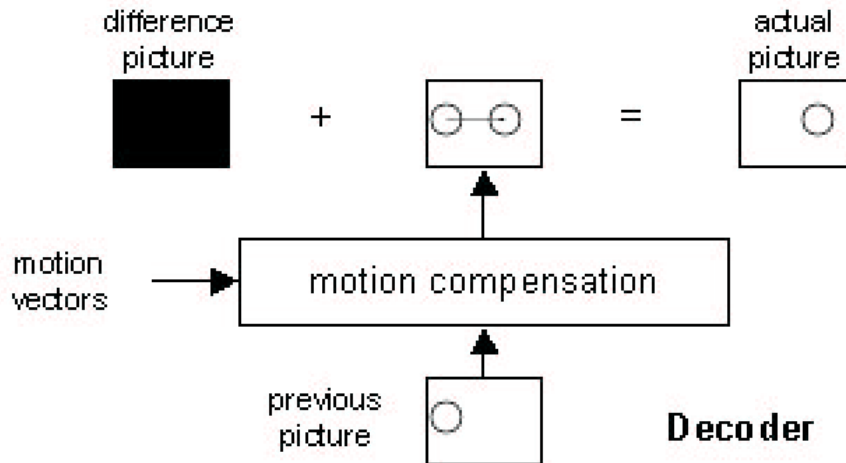 difference
picture
actual
picture
+
=
motion
vectors
motion compensation
previous
picture
Decoder